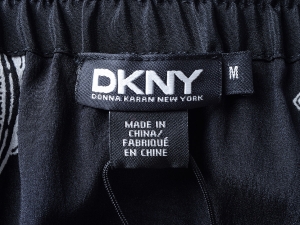 DKNY
DONNA KARAN NEW YORK
M
MADE IN
CHINA/
FABRIQUÉ
EN CHINE